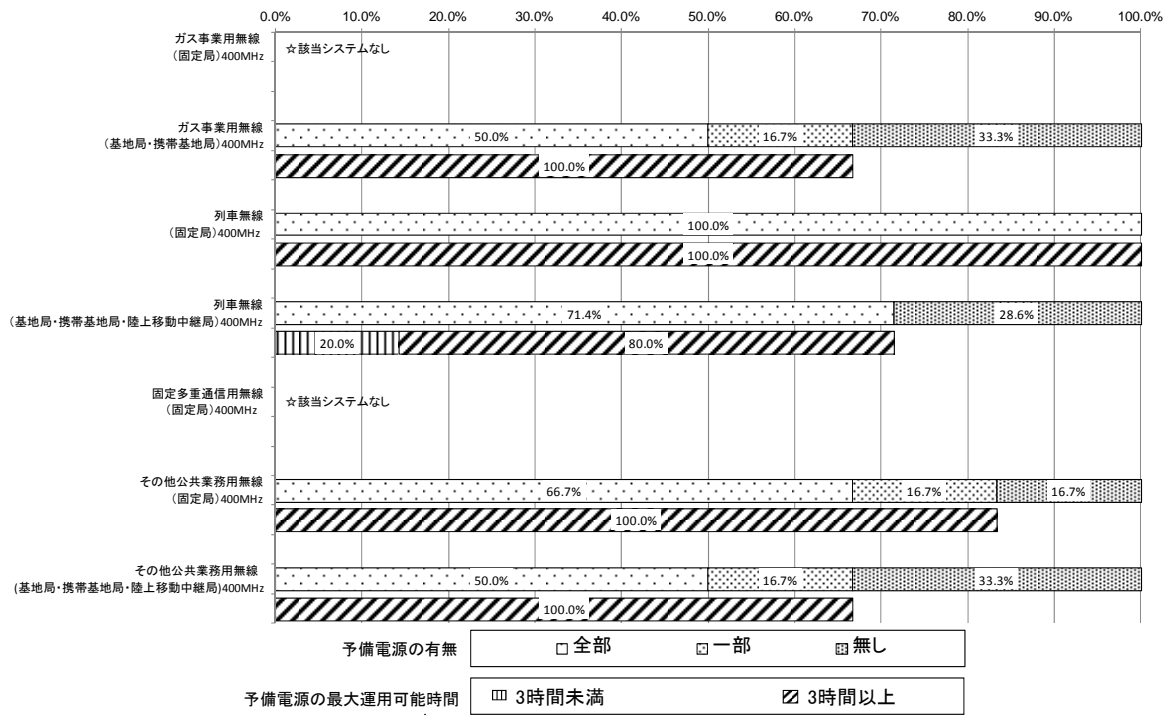 0.0% 10.0% 20.0% 30.0% 40.0% 50.0% 60.0% 70.0% 80.0% 90.0% 100.0%
ガス事業用無線
(固定局)400MHz
☆該当システムなし
ガス事業用無線
(基地局・携帯基地局)400MHz
50.0% 16.7% 33.3%
100.0%
列車無線
(固定局)400MHz
100.0%
100.0%
列車無線
(基地局・携帯基地局・陸上移動中継局)400MHz
71.4% 28.6%
20.0% 80.0%
固定多重通信用無線
(固定局)400MHz
☆該当システムなし
その他公共業務用無線
(固定局)400MHz
66.7% 16.7% 16.7%
100.0%
その他公共業務用無線
(基地局・携帯基地局・陸上移動中継局)400MHz
50.0% 16.7% 33.3%
100.0%
予備電源の有無 全部 一部 無し
予備電源の最大運用可能時間 3時間未満 3時間以上